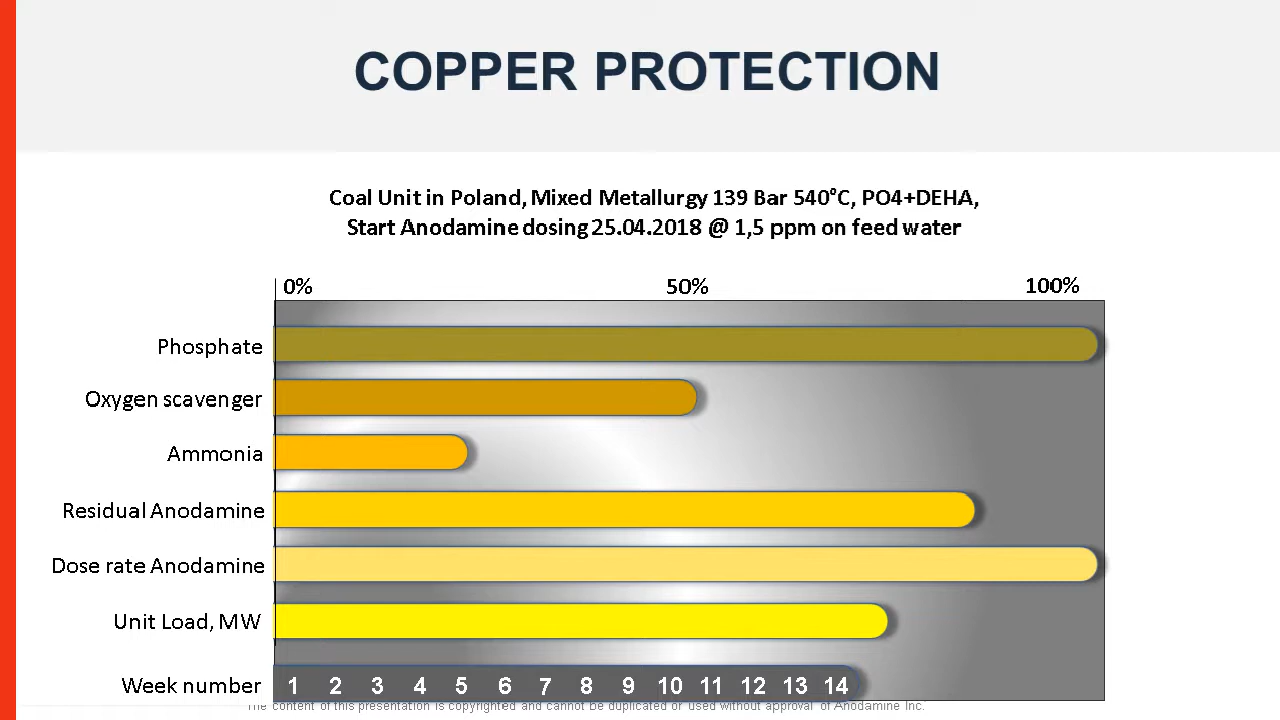 COPPER PROTECTION
Coal Unit in Poland, Mixed Metallurgy 139 Bar 540°C, PO4+DEHA,
Start Anodamine dosing 25.04.2018 @ 1,5 ppm on feed water
0% 50% 100%
Phosphate
Oxygen scavenger
Ammonia
Residual Anodamine
Dose rate Anodamine
Unit Load, MW
Week number 1 2 3 4 5 6 7 8 9 10 11 12 13 14
The content of this presentation is copyrighted and cannot be duplicated or used without approval of Anodamine Inc.